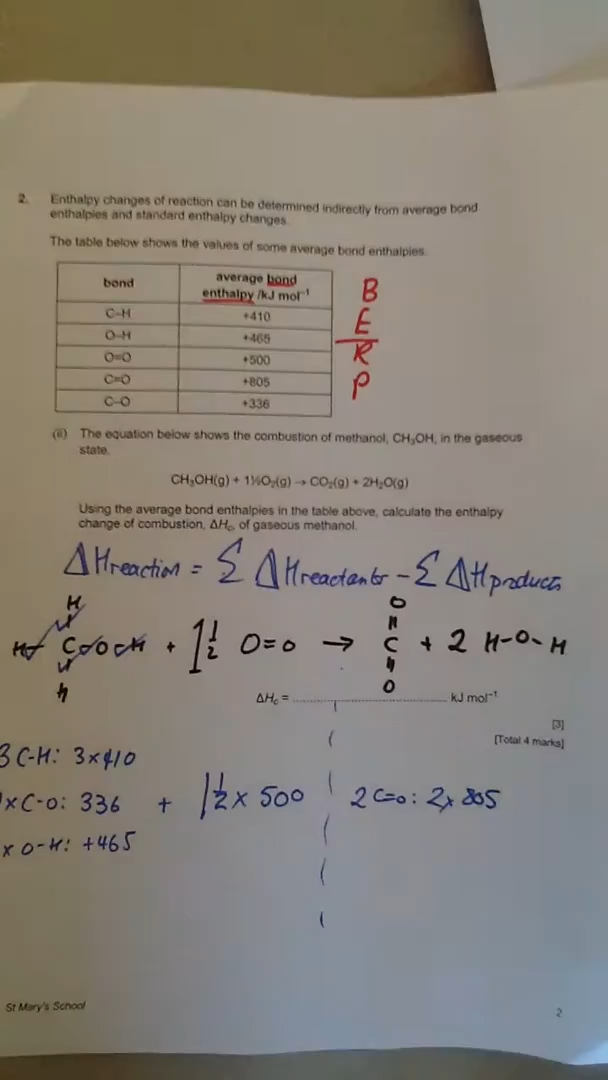 2. Enthalpy changes of reaction can be determined indirectly from average bond
enthalpies and standard enthalpy changes.
The table below shows the values of some average bond enthalpies.
bond average bond enthalpy /kJ mol⁻¹
C–H +410
O–H +465
O=O +500
C=O +805
C–O +336
B
E
R
P
(ii) The equation below shows the combustion of methanol, CH₃OH, in the gaseous
state.
CH₃OH(g) + 1½O₂(g) → CO₂(g) + 2H₂O(g)
Using the average bond enthalpies in the table above, calculate the enthalpy
change of combustion, ΔHc, of gaseous methanol.
ΔHreaction = Σ ΔHreactants - Σ ΔHproducts
H O
H C O H + 1½ O=O → C + 2 H-O-H
H O
ΔHc = ........................................ kJ mol⁻¹
[3]
[Total 4 marks]
3 C-H: 3×410
×C-O: 336 + 1½ × 500 2 C=O: 2×805
× O-H: +465
St Mary's School 2